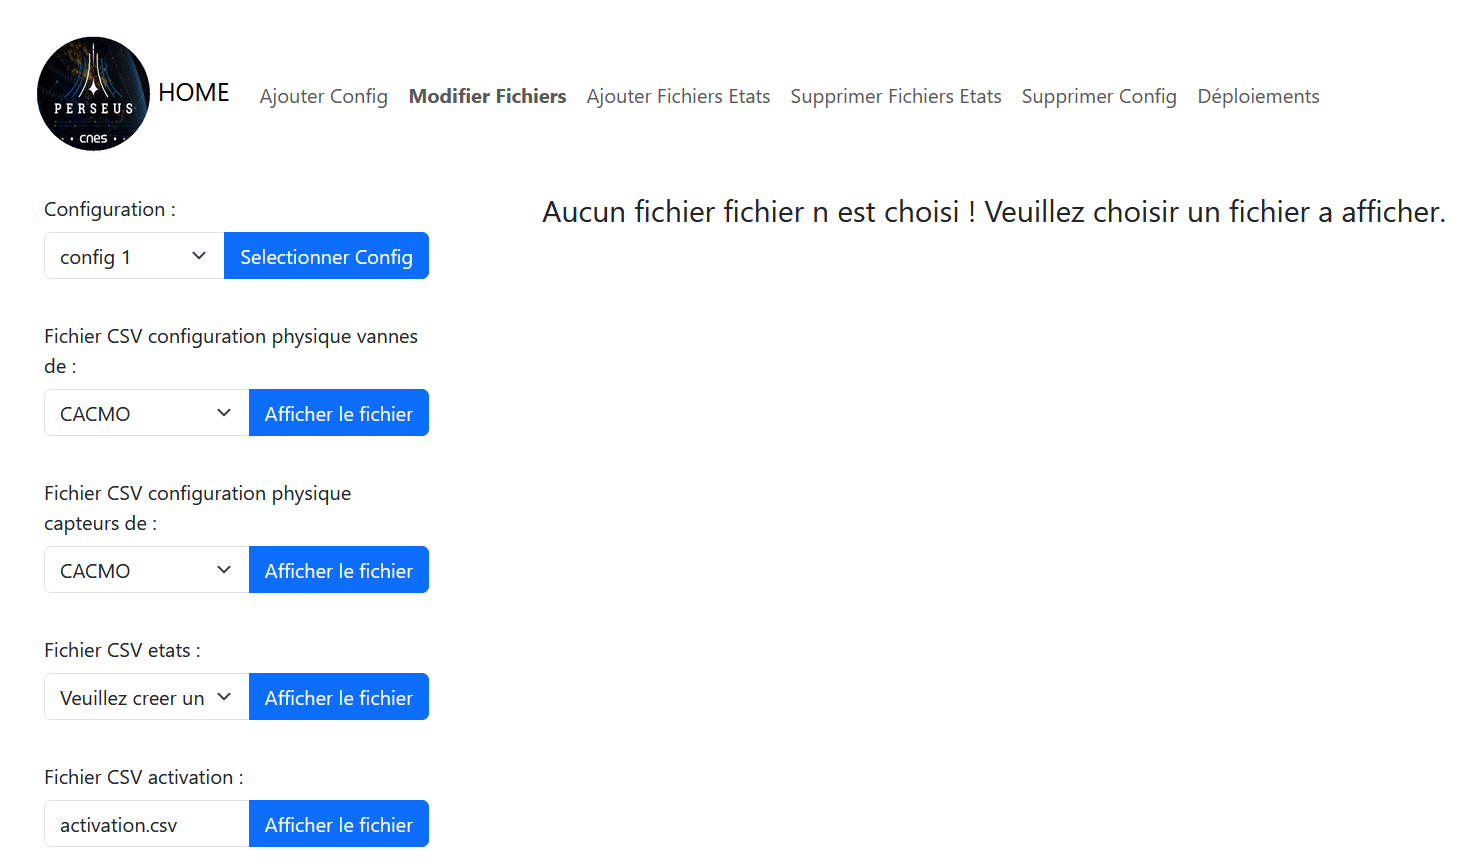 PERSEUS
cnes
HOME
Ajouter Config
Modifier Fichiers
Ajouter Fichiers Etats
Supprimer Fichiers Etats
Supprimer Config
Déploiements
Configuration :
config 1
Selectionner Config
Aucun fichier fichier n est choisi ! Veuillez choisir un fichier a afficher.
Fichier CSV configuration physique vannes
de :
CACMO
Afficher le fichier
Fichier CSV configuration physique
capteurs de :
CACMO
Afficher le fichier
Fichier CSV etats :
Veuillez creer un
Afficher le fichier
Fichier CSV activation :
activation.csv
Afficher le fichier